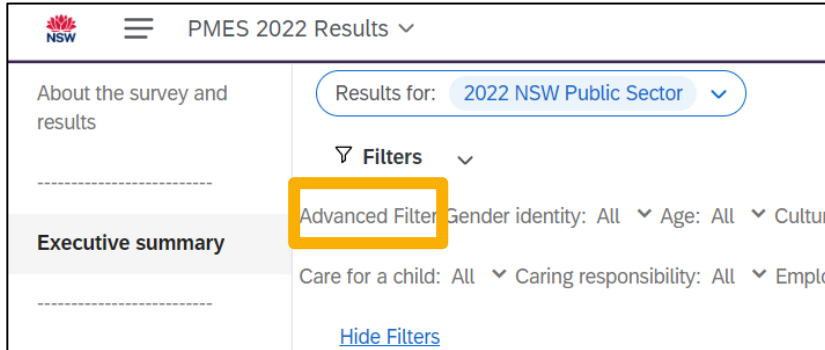 NSW
PMES 2022 Results
About the survey and
results
-------------------------
Executive summary
-------------------------
Results for: 2022 NSW Public Sector
Filters
Advanced Filter Gender identity: All Age: All
Care for a child: All Caring responsibility: All
Hide Filters